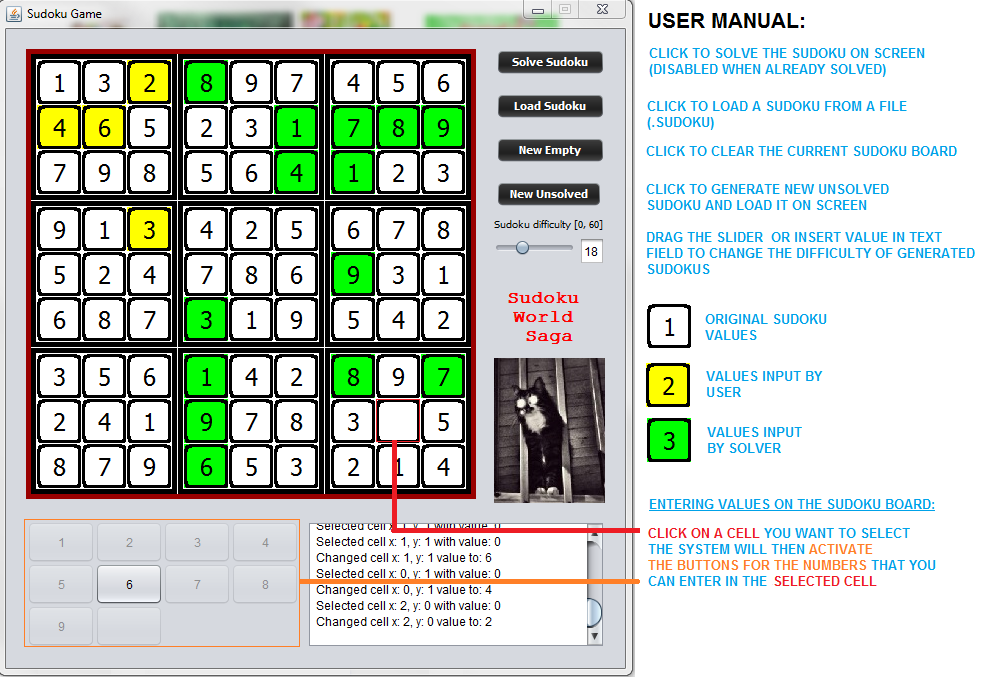 Sudoku Game
1 3 2 8 9 7 4 5 6
4 6 5 2 3 1 7 8 9
7 9 8 5 6 4 1 2 3
9 1 3 4 2 5 6 7 8
5 2 4 7 8 6 9 3 1
6 8 7 3 1 9 5 4 2
3 5 6 1 4 2 8 9 7
2 4 1 9 7 8 3 5
8 7 9 6 5 3 2 1 4
Solve Sudoku
Load Sudoku
New Empty
New Unsolved
Sudoku difficulty [0, 60]
18
Sudoku
World
Saga
1 2 3 4
5 6 7 8
9
Selected cell x: 1, y: 1 with value: 0
Selected cell x: 1, y: 1 with value: 0
Changed cell x: 1, y: 1 value to: 6
Selected cell x: 0, y: 1 with value: 0
Changed cell x: 0, y: 1 value to: 4
Selected cell x: 2, y: 0 with value: 0
Changed cell x: 2, y: 0 value to: 2
USER MANUAL:
CLICK TO SOLVE THE SUDOKU ON SCREEN
(DISABLED WHEN ALREADY SOLVED)
CLICK TO LOAD A SUDOKU FROM A FILE
(.SUDOKU)
CLICK TO CLEAR THE CURRENT SUDOKU BOARD
CLICK TO GENERATE NEW UNSOLVED
SUDOKU AND LOAD IT ON SCREEN
DRAG THE SLIDER OR INSERT VALUE IN TEXT
FIELD TO CHANGE THE DIFFICULTY OF GENERATED
SUDOKUS
1
ORIGINAL SUDOKU
VALUES
2
VALUES INPUT BY
USER
3
VALUES INPUT
BY SOLVER
ENTERING VALUES ON THE SUDOKU BOARD:
CLICK ON A CELL YOU WANT TO SELECT
THE SYSTEM WILL THEN ACTIVATE
THE BUTTONS FOR THE NUMBERS THAT YOU
CAN ENTER IN THE SELECTED CELL